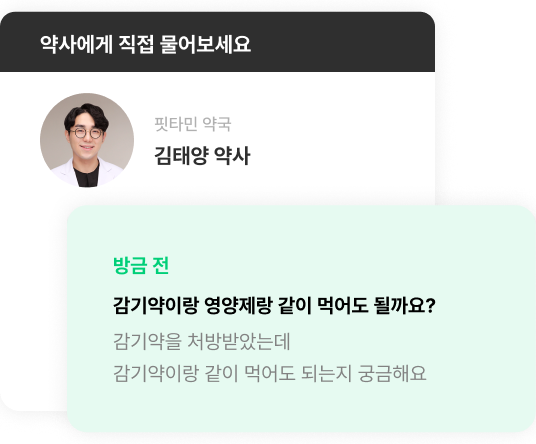 약사에게 직접 물어보세요
핏타민 약국
김태양 약사
방금 전
감기약이랑 영양제랑 같이 먹어도 될까요?
감기약을 처방받았는데
감기약이랑 같이 먹어도 되는지 궁금해요